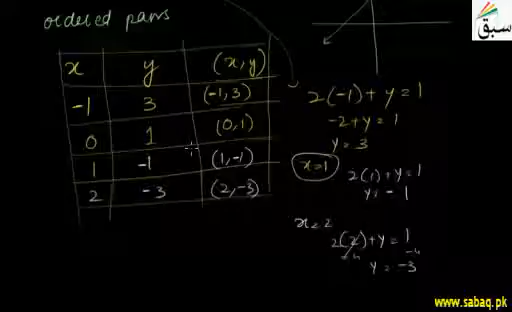 ordered pairs
سبق
x y (x,y)
-1 3 (-1,3)
0 1 (0,1)
1 -1 (1,-1)
2 -3 (2,-3)
2(-1)+y=1
-2+y=1
y=3
x=1
2(1)+y=1
y=-1
x=2
2(2)+y=1
-4
y=-3
www.sabaq.pk